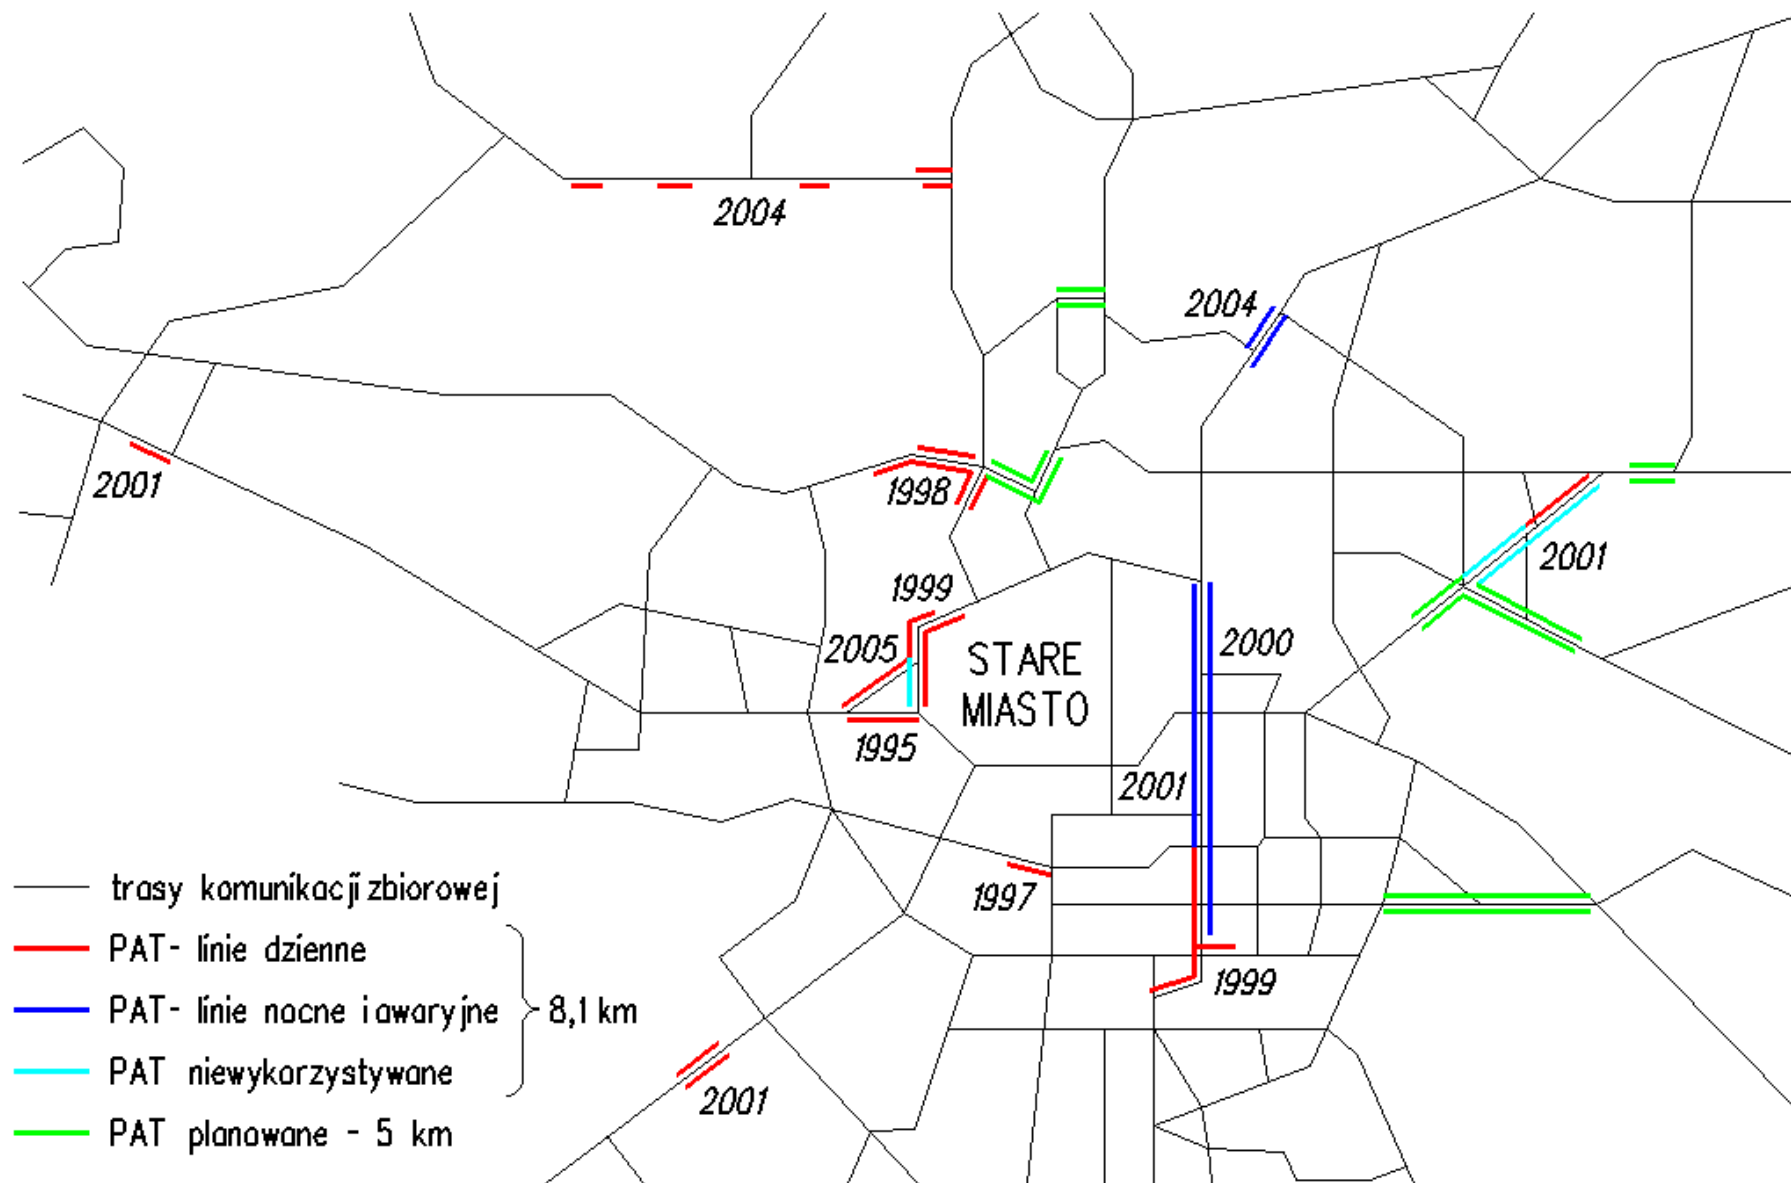 2004
2004
2001
1998
2001
1999
2005
STARE
MIASTO
2000
1995
2001
1997
1999
2001
trasy komunikacji zbiorowej
PAT- linie dzienne
PAT- linie nocne i awaryjne
8,1 km
PAT niewykorzystywane
PAT planowane - 5 km